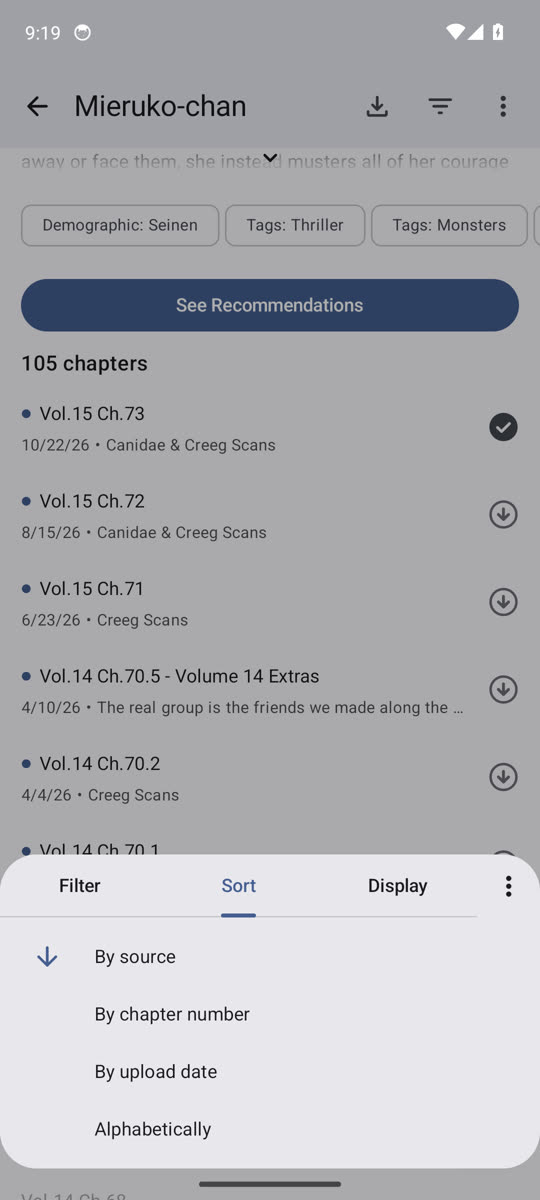 9:19
Mieruko-chan
away or face them, she instead musters all of her courage
Demographic: Seinen
Tags: Thriller
Tags: Monsters
See Recommendations
105 chapters
Vol.15 Ch.73
10/22/26 • Canidae & Creeg Scans
Vol.15 Ch.72
8/15/26 • Canidae & Creeg Scans
Vol.15 Ch.71
6/23/26 • Creeg Scans
Vol.14 Ch.70.5 - Volume 14 Extras
4/10/26 • The real group is the friends we made along the ...
Vol.14 Ch.70.2
4/4/26 • Creeg Scans
Vol.14 Ch.70.1
Filter
Sort
Display
By source
By chapter number
By upload date
Alphabetically
Vol.14 Ch.68